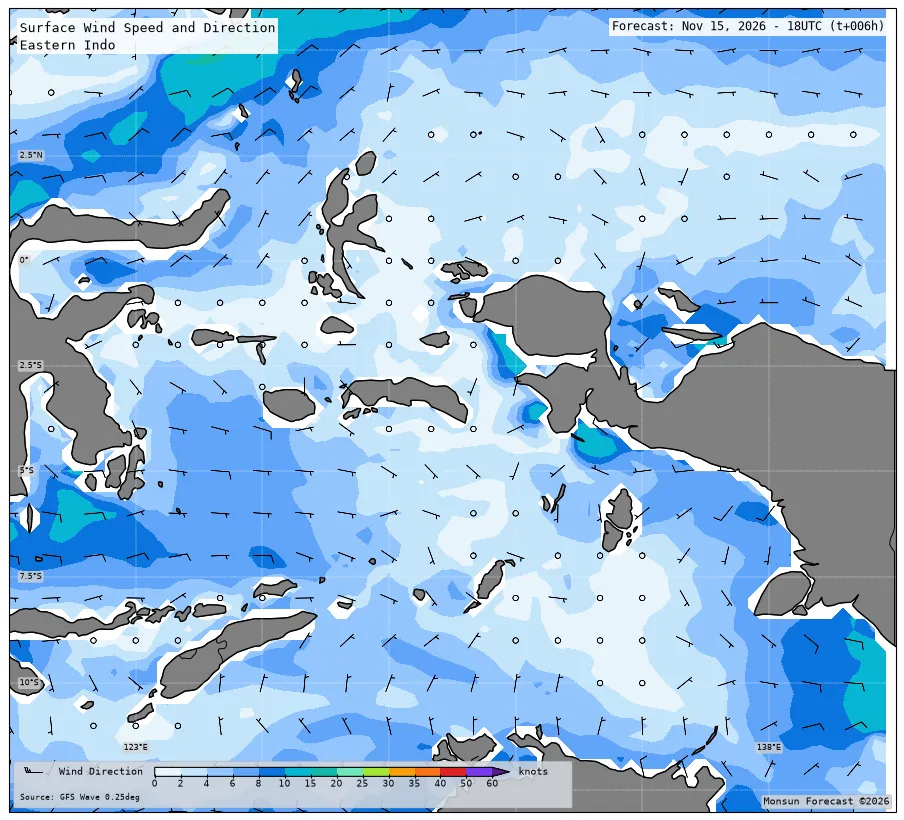 Surface Wind Speed and Direction
Eastern Indo
Forecast: Nov 15, 2026 - 18UTC (t+006h)
2.5°N
0°
2.5°S
5°S
7.5°S
10°S
123°E
138°E
Wind Direction
knots
0 2 4 6 8 10 15 20 25 30 35 40 50 60
Source: GFS Wave 0.25deg
Monsun Forecast ©2026